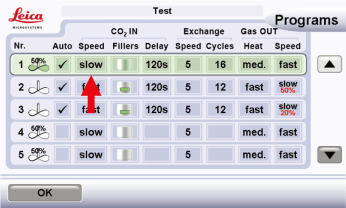 Leica
MICROSYSTEMS
Test
Programs
CO2 IN Exchange Gas OUT
Nr. Auto Speed Fillers Delay Speed Cycles Heat Speed
1 50% ✓ slow 120s 5 16 med. fast
2 ✓ fast 120s 5 12 fast slow 50%
3 ✓ fast 120s 5 12 fast slow 20%
4 50% slow 5 med. fast
5 50% slow 5 med. fast
OK